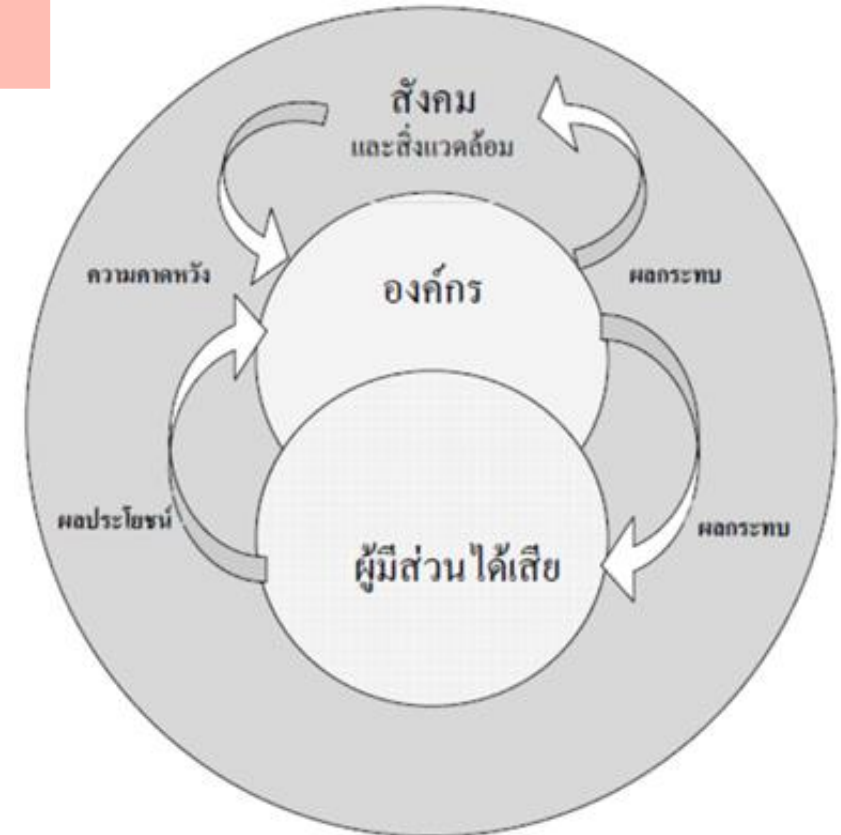 สังคม
และสิ่งแวดล้อม
ความคาดหวัง
ผลกระทบ
องค์กร
ผลประโยชน์
ผลกระทบ
ผู้มีส่วนได้เสีย